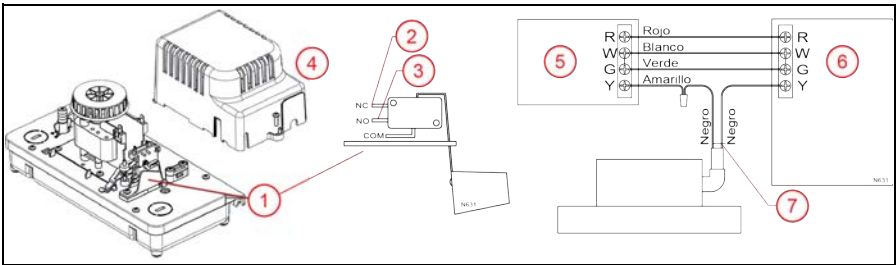 1
2
3
4
NC
NO
COM
N631
5
R
W
G
Y
Rojo
Blanco
Verde
Amarillo
Negro
Negro
R
W
G
Y
6
N631
7